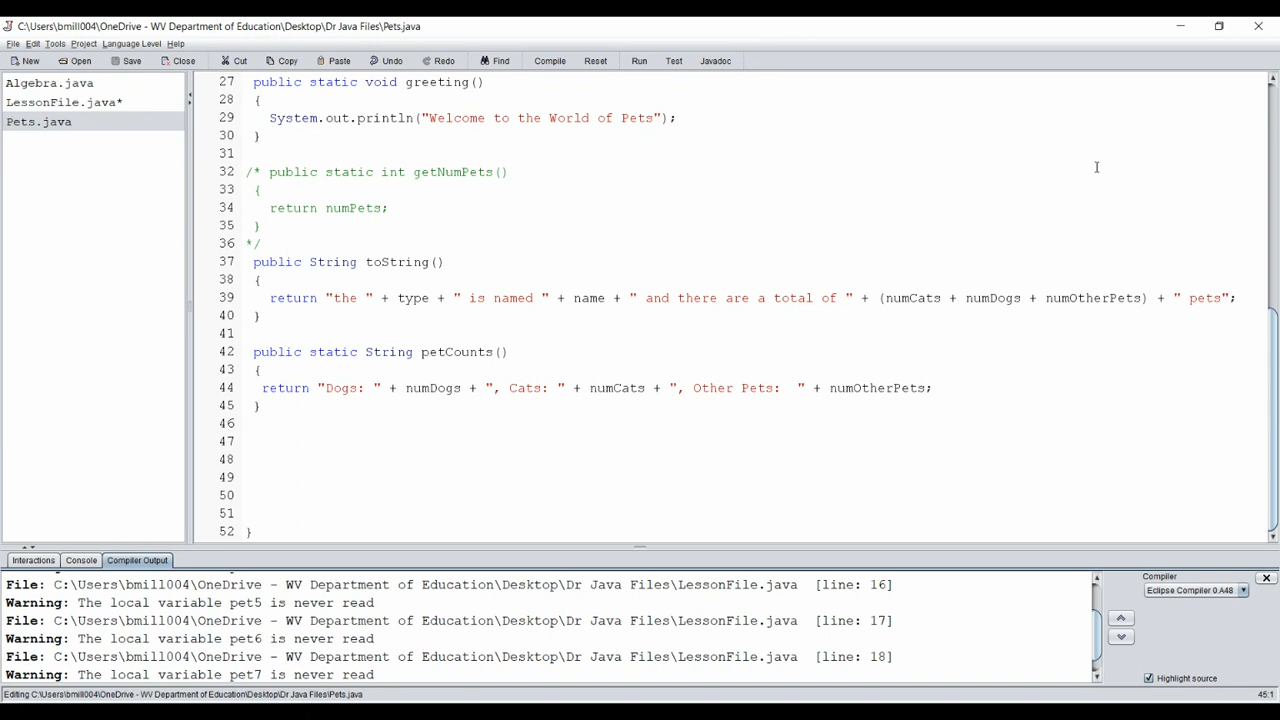 C:\Users\bmill004\OneDrive - WV Department of Education\Desktop\Dr Java Files\Pets.java
File Edit Tools Project Language Level Help
New Open Save Close Cut Copy Paste Undo Redo Find Compile Reset Run Test Javadoc
Algebra.java
LessonFile.java*
Pets.java
27 public static void greeting()
28 {
29 System.out.println("Welcome to the World of Pets");
30 }
31
32 /* public static int getNumPets()
33 {
34 return numPets;
35 }
36 */
37 public String toString()
38 {
39 return "the " + type + " is named " + name + " and there are a total of " + (numCats + numDogs + numOtherPets) + " pets";
40 }
41
42 public static String petCounts()
43 {
44 return "Dogs: " + numDogs + ", Cats: " + numCats + ", Other Pets:  " + numOtherPets;
45 }
46
47
48
49
50
51
52 }
Interactions Console Compiler Output
File: C:\Users\bmill004\OneDrive - WV Department of Education\Desktop\Dr Java Files\LessonFile.java  [line: 16]
Warning: The local variable pet5 is never read
File: C:\Users\bmill004\OneDrive - WV Department of Education\Desktop\Dr Java Files\LessonFile.java  [line: 17]
Warning: The local variable pet6 is never read
File: C:\Users\bmill004\OneDrive - WV Department of Education\Desktop\Dr Java Files\LessonFile.java  [line: 18]
Warning: The local variable pet7 is never read
Compiler
Eclipse Compiler 0.A48
Highlight source
Editing C:\Users\bmill004\OneDrive - WV Department of Education\Desktop\Dr Java Files\Pets.java
45:1